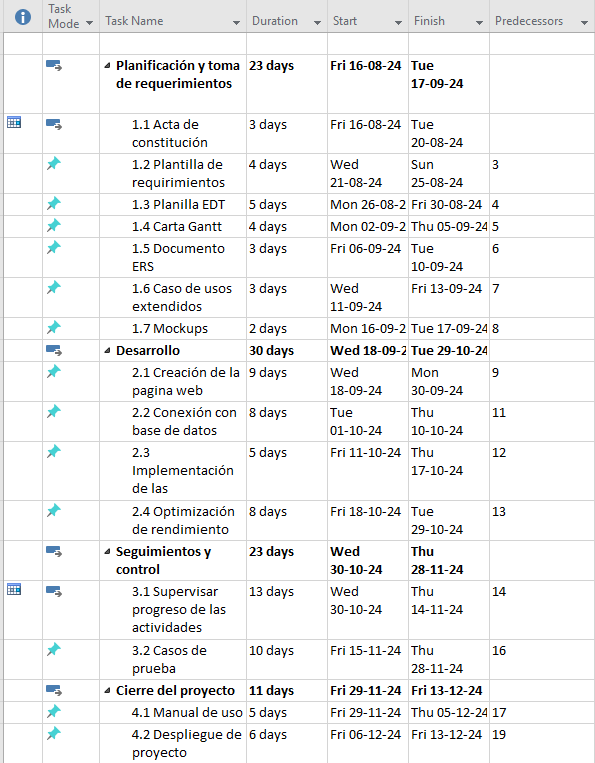 Task Mode Task Name Duration Start Finish Predecessors
Planificación y toma de requerimientos 23 days Fri 16-08-24 Tue 17-09-24
1.1 Acta de constitución 3 days Fri 16-08-24 Tue 20-08-24
1.2 Plantilla de requirimientos 4 days Wed 21-08-24 Sun 25-08-24 3
1.3 Planilla EDT 5 days Mon 26-08-2 Fri 30-08-24 4
1.4 Carta Gantt 4 days Mon 02-09-2 Thu 05-09-24 5
1.5 Documento ERS 3 days Fri 06-09-24 Tue 10-09-24 6
1.6 Caso de usos extendidos 3 days Wed 11-09-24 Fri 13-09-24 7
1.7 Mockups 2 days Mon 16-09-2 Tue 17-09-24 8
Desarrollo 30 days Wed 18-09-2 Tue 29-10-24
2.1 Creación de la pagina web 9 days Wed 18-09-24 Mon 30-09-24 9
2.2 Conexión con base de datos 8 days Tue 01-10-24 Thu 10-10-24 11
2.3 Implementación de las 5 days Fri 11-10-24 Thu 17-10-24 12
2.4 Optimización de rendimiento 8 days Fri 18-10-24 Tue 29-10-24 13
Seguimientos y control 23 days Wed 30-10-24 Thu 28-11-24
3.1 Supervisar progreso de las actividades 13 days Wed 30-10-24 Thu 14-11-24 14
3.2 Casos de prueba 10 days Fri 15-11-24 Thu 28-11-24 16
Cierre del proyecto 11 days Fri 29-11-24 Fri 13-12-24
4.1 Manual de uso 5 days Fri 29-11-24 Thu 05-12-24 17
4.2 Despliegue de proyecto 6 days Fri 06-12-24 Fri 13-12-24 19